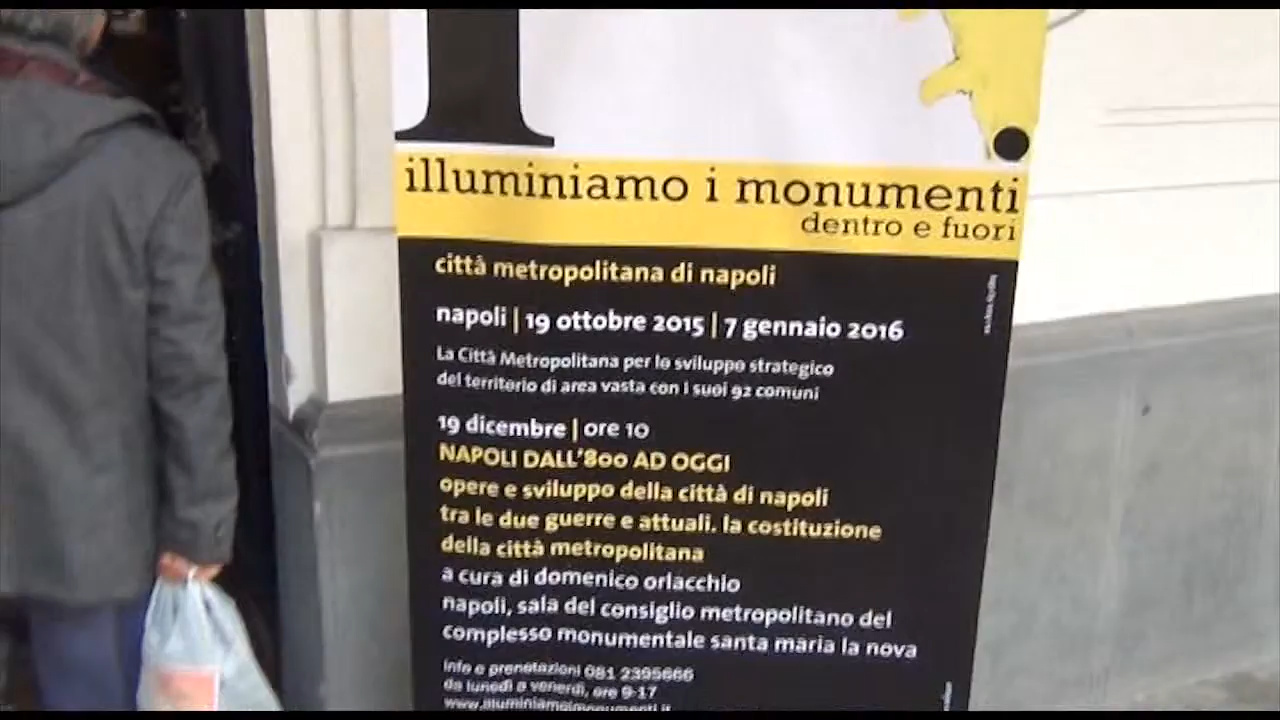 illuminiamo i monumenti
dentro e fuori
città metropolitana di napoli
napoli | 19 ottobre 2015 | 7 gennaio 2016
La Città Metropolitana per lo sviluppo strategico
del territorio di area vasta con i suoi 92 comuni
19 dicembre | ore 10
NAPOLI DALL'800 AD OGGI
opere e sviluppo della città di napoli
tra le due guerre e attuali. la costituzione
della città metropolitana
a cura di domenico orlacchio
napoli, sala del consiglio metropolitano del
complesso monumentale santa maria la nova
info e prenotazioni 081 2395666
da lunedì a venerdì, ore 9-17
www.illuminiamoimonumenti.it